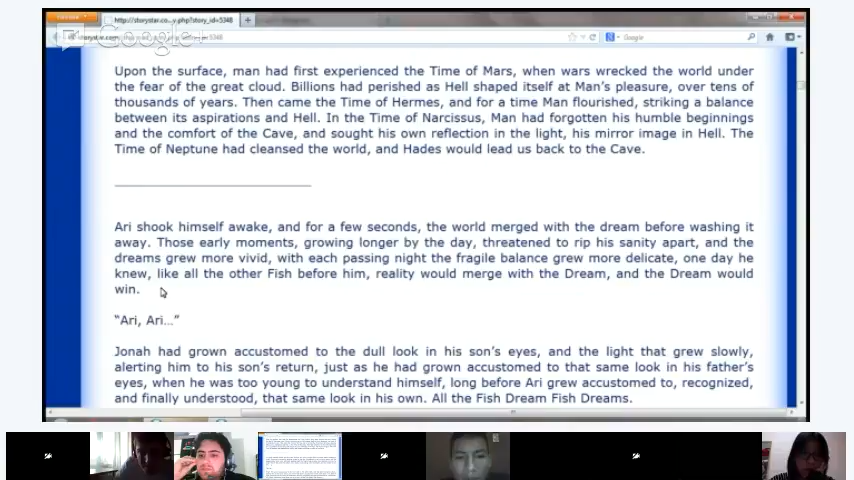 http://storystar.co...y.php?story_id=5348
Google+
Google
Upon the surface, man had first experienced the Time of Mars, when wars wrecked the world under
the fear of the great cloud. Billions had perished as Hell shaped itself at Man's pleasure, over tens of
thousands of years. Then came the Time of Hermes, and for a time Man flourished, striking a balance
between its aspirations and Hell. In the Time of Narcissus, Man had forgotten his humble beginnings
and the comfort of the Cave, and sought his own reflection in the light, his mirror image in Hell. The
Time of Neptune had cleansed the world, and Hades would lead us back to the Cave.
Ari shook himself awake, and for a few seconds, the world merged with the dream before washing it
away. Those early moments, growing longer by the day, threatened to rip his sanity apart, and the
dreams grew more vivid, with each passing night the fragile balance grew more delicate, one day he
knew, like all the other Fish before him, reality would merge with the Dream, and the Dream would
win.
“Ari, Ari…”
Jonah had grown accustomed to the dull look in his son's eyes, and the light that grew slowly,
alerting him to his son's return, just as he had grown accustomed to that same look in his father's
eyes, when he was too young to understand himself, long before Ari grew accustomed to, recognized,
and finally understood, that same look in his own. All the Fish Dream Fish Dreams.